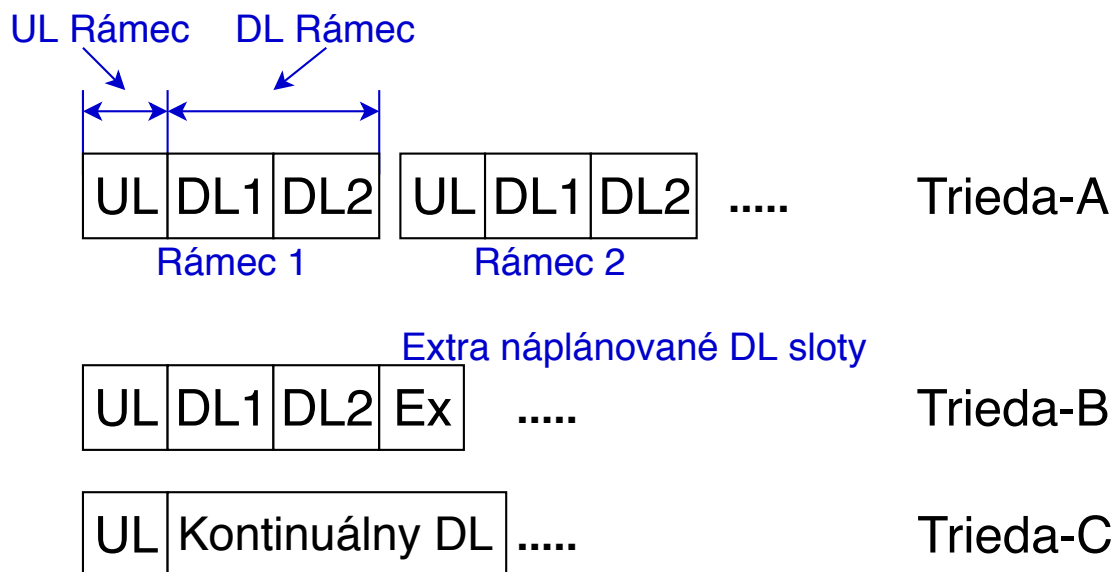 UL Rámec DL Rámec
UL DL1 DL2 UL DL1 DL2 ..... Trieda-A
Rámec 1 Rámec 2
Extra náplánované DL sloty
UL DL1 DL2 Ex ..... Trieda-B
UL Kontinuálny DL ..... Trieda-C